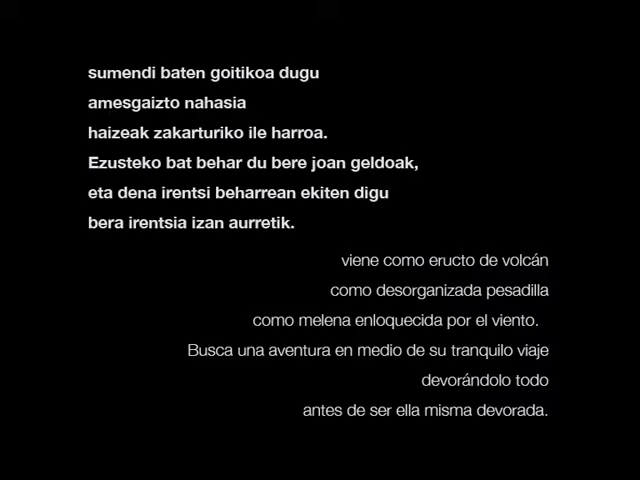 sumendi baten goitikoa dugu
amesgaizto nahasia
haizeak zakarturiko ile harroa.
Ezusteko bat behar du bere joan geldoak,
eta dena irentsi beharrean ekiten digu
bera irentsia izan aurretik.
viene como eructo de volcán
como desorganizada pesadilla
como melena enloquecida por el viento.
Busca una aventura en medio de su tranquilo viaje
devorándolo todo
antes de ser ella misma devorada.